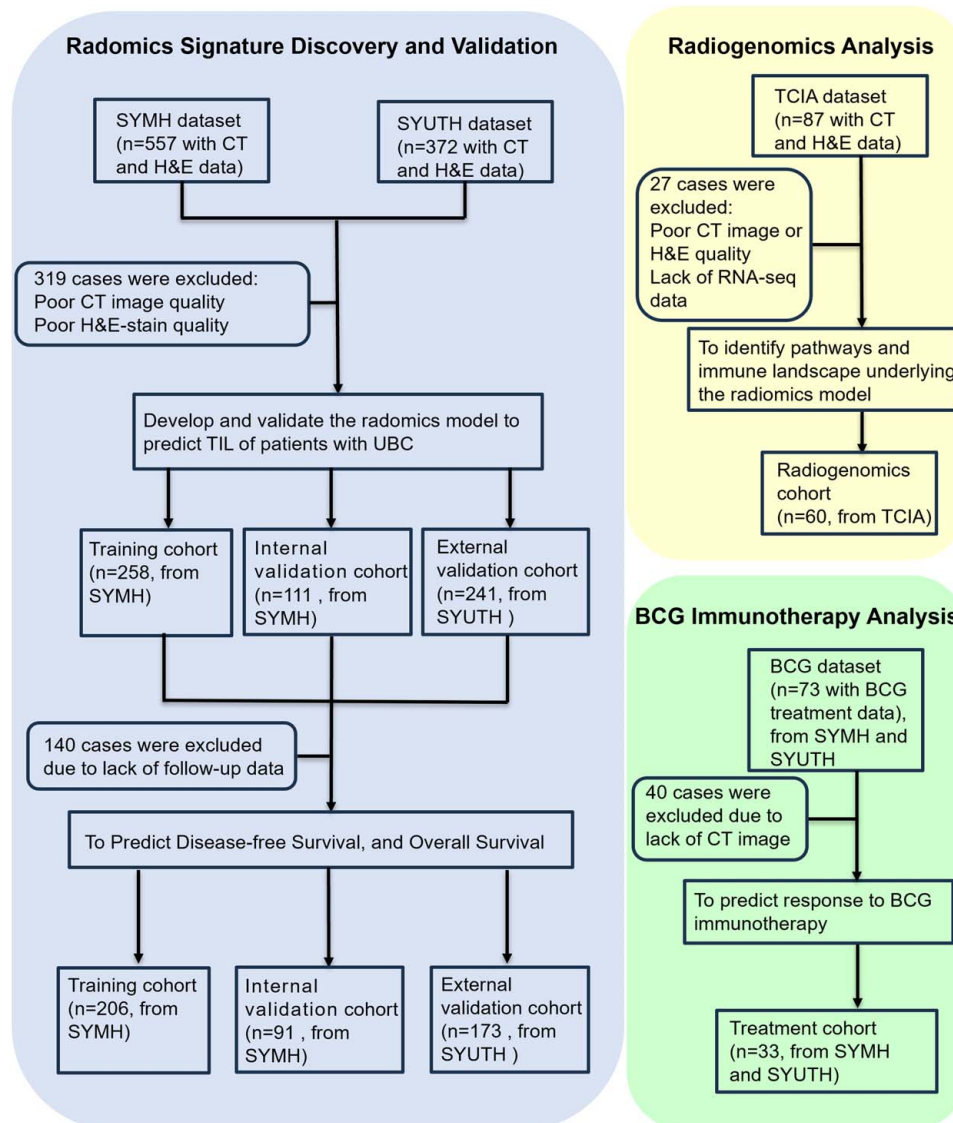 Radomics Signature Discovery and Validation
SYMH dataset
(n=557 with CT
and H&E data)
SYUTH dataset
(n=372 with CT
and H&E data)
319 cases were excluded:
Poor CT image quality
Poor H&E-stain quality
Develop and validate the radomics model to
predict TIL of patients with UBC
Training cohort
(n=258, from
SYMH)
Internal
validation cohort
(n=111 , from
SYMH)
External
validation cohort
(n=241, from
SYUTH )
140 cases were excluded
due to lack of follow-up data
To Predict Disease-free Survival, and Overall Survival
Training cohort
(n=206, from
SYMH)
Internal
validation cohort
(n=91 , from
SYMH)
External
validation cohort
(n=173 , from
SYUTH )
Radiogenomics Analysis
TCIA dataset
(n=87 with CT
and H&E data)
27 cases were
excluded:
Poor CT image or
H&E quality
Lack of RNA-seq
data
To identify pathways and
immune landscape underlying
the radiomics model
Radiogenomics
cohort
(n=60, from TCIA)
BCG Immunotherapy Analysis
BCG dataset
(n=73 with BCG
treatment data),
from SYMH and
SYUTH
40 cases were
excluded due to
lack of CT image
To predict response to BCG
immunotherapy
Treatment cohort
(n=33, from SYMH
and SYUTH)